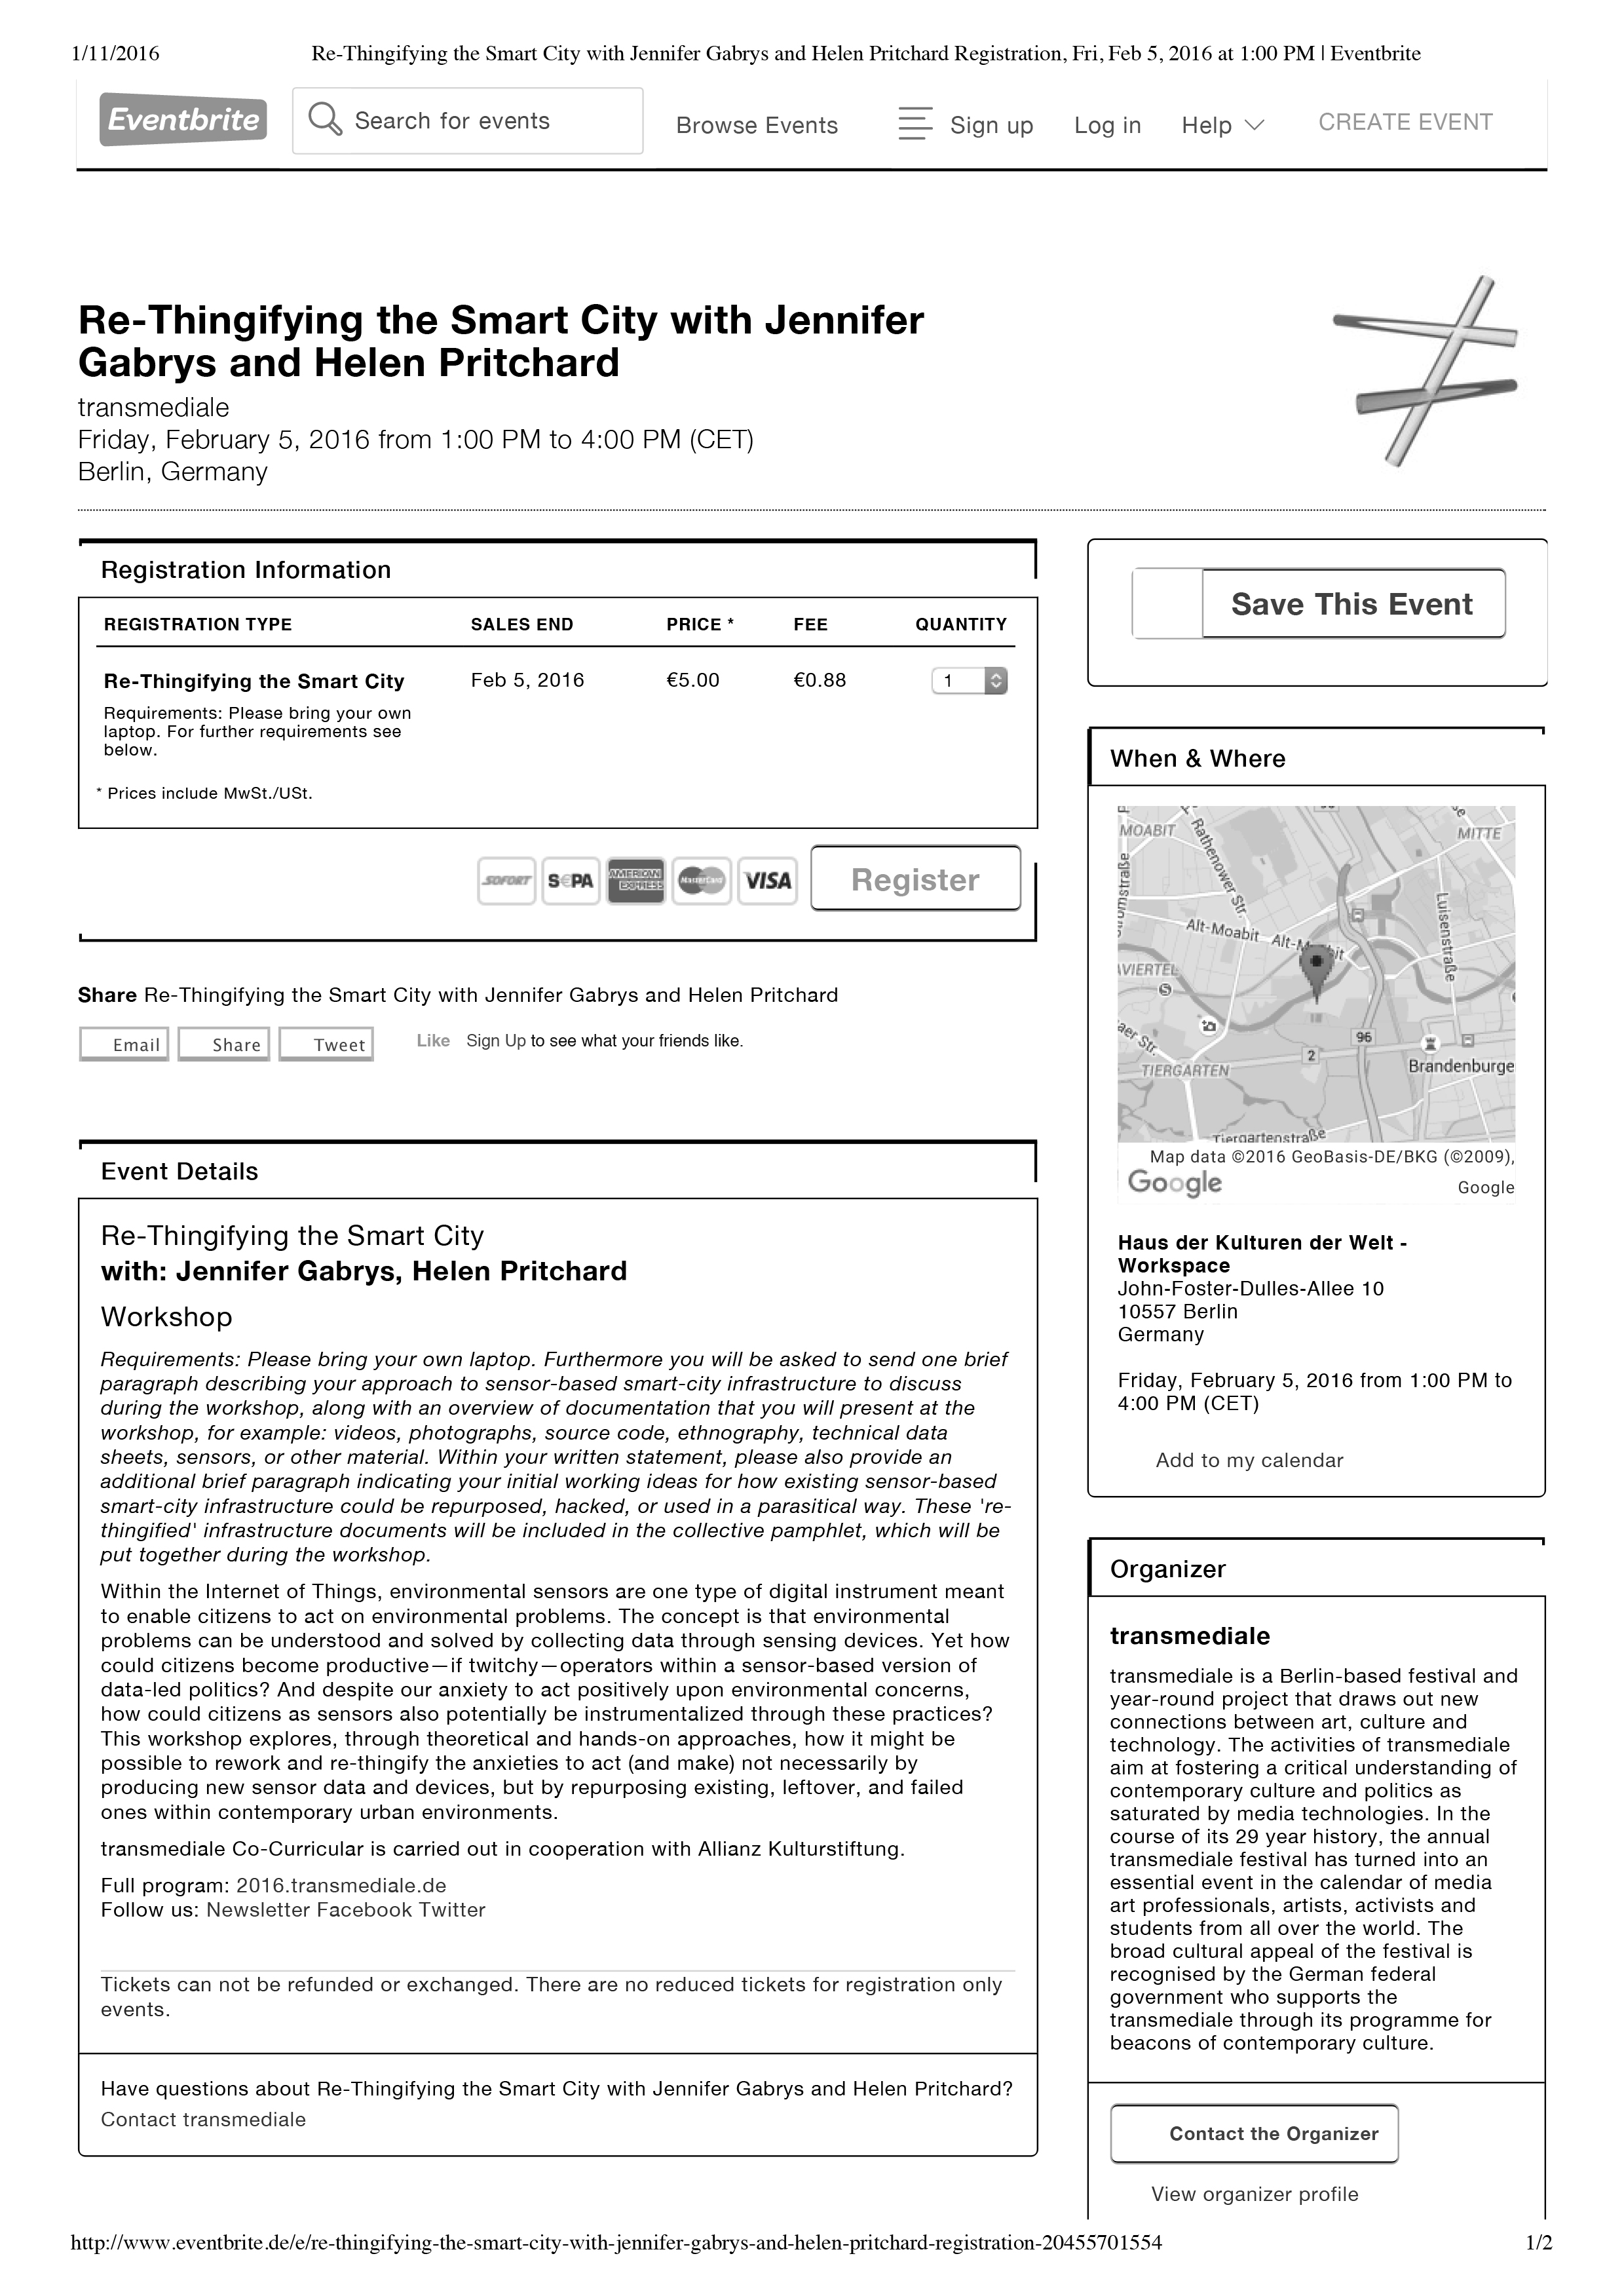 1/11/2016
Re-Thingifying the Smart City with Jennifer Gabrys and Helen Pritchard Registration, Fri, Feb 5, 2016 at 1:00 PM | Eventbrite
Eventbrite
Search for events
Browse Events
Sign up
Log in
Help
CREATE EVENT
Re-Thingifying the Smart City with Jennifer
Gabrys and Helen Pritchard
transmediale
Friday, February 5, 2016 from 1:00 PM to 4:00 PM (CET)
Berlin, Germany
Registration Information
REGISTRATION TYPE SALES END PRICE * FEE QUANTITY
Re-Thingifying the Smart City Feb 5, 2016 €5.00 €0.88 1
Requirements: Please bring your own
laptop. For further requirements see
below.
* Prices include MwSt./USt.
SOFORT SEPA AMERICAN EXPRESS MasterCard VISA
Register
Share Re-Thingifying the Smart City with Jennifer Gabrys and Helen Pritchard
Email Share Tweet Like Sign Up to see what your friends like.
Event Details
Re-Thingifying the Smart City
with: Jennifer Gabrys, Helen Pritchard
Workshop
Requirements: Please bring your own laptop. Furthermore you will be asked to send one brief
paragraph describing your approach to sensor-based smart-city infrastructure to discuss
during the workshop, along with an overview of documentation that you will present at the
workshop, for example: videos, photographs, source code, ethnography, technical data
sheets, sensors, or other material. Within your written statement, please also provide an
additional brief paragraph indicating your initial working ideas for how existing sensor-based
smart-city infrastructure could be repurposed, hacked, or used in a parasitical way. These 're-
thingified' infrastructure documents will be included in the collective pamphlet, which will be
put together during the workshop.
Within the Internet of Things, environmental sensors are one type of digital instrument meant
to enable citizens to act on environmental problems. The concept is that environmental
problems can be understood and solved by collecting data through sensing devices. Yet how
could citizens become productive—if twitchy—operators within a sensor-based version of
data-led politics? And despite our anxiety to act positively upon environmental concerns,
how could citizens as sensors also potentially be instrumentalized through these practices?
This workshop explores, through theoretical and hands-on approaches, how it might be
possible to rework and re-thingify the anxieties to act (and make) not necessarily by
producing new sensor data and devices, but by repurposing existing, leftover, and failed
ones within contemporary urban environments.
transmediale Co-Curricular is carried out in cooperation with Allianz Kulturstiftung.
Full program: 2016.transmediale.de
Follow us: Newsletter Facebook Twitter
Tickets can not be refunded or exchanged. There are no reduced tickets for registration only
events.
Have questions about Re-Thingifying the Smart City with Jennifer Gabrys and Helen Pritchard?
Contact transmediale
Save This Event
When & Where
MOABIT
Rathenower Str.
MITTE
Luisenstraße
Alt-Moabit
VIERTEL
96
2
TIERGARTEN
Brandenburge
Tiergartenstraße
Map data ©2016 GeoBasis-DE/BKG (©2009),
Google
Google
Haus der Kulturen der Welt -
Workspace
John-Foster-Dulles-Allee 10
10557 Berlin
Germany
Friday, February 5, 2016 from 1:00 PM to
4:00 PM (CET)
Add to my calendar
Organizer
transmediale
transmediale is a Berlin-based festival and
year-round project that draws out new
connections between art, culture and
technology. The activities of transmediale
aim at fostering a critical understanding of
contemporary culture and politics as
saturated by media technologies. In the
course of its 29 year history, the annual
transmediale festival has turned into an
essential event in the calendar of media
art professionals, artists, activists and
students from all over the world. The
broad cultural appeal of the festival is
recognised by the German federal
government who supports the
transmediale through its programme for
beacons of contemporary culture.
Contact the Organizer
View organizer profile
http://www.eventbrite.de/e/re-thingifying-the-smart-city-with-jennifer-gabrys-and-helen-pritchard-registration-20455701554
1/2